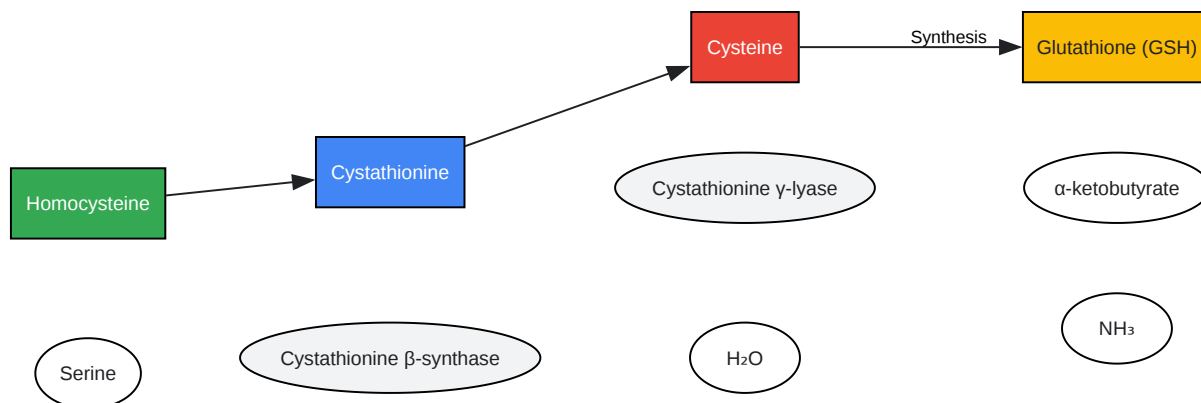 Cysteine
Synthesis
Glutathione (GSH)
Cystathionine
Homocysteine
Cystathionine γ-lyase
α-ketobutyrate
Serine
Cystathionine β-synthase
H₂O
NH₃